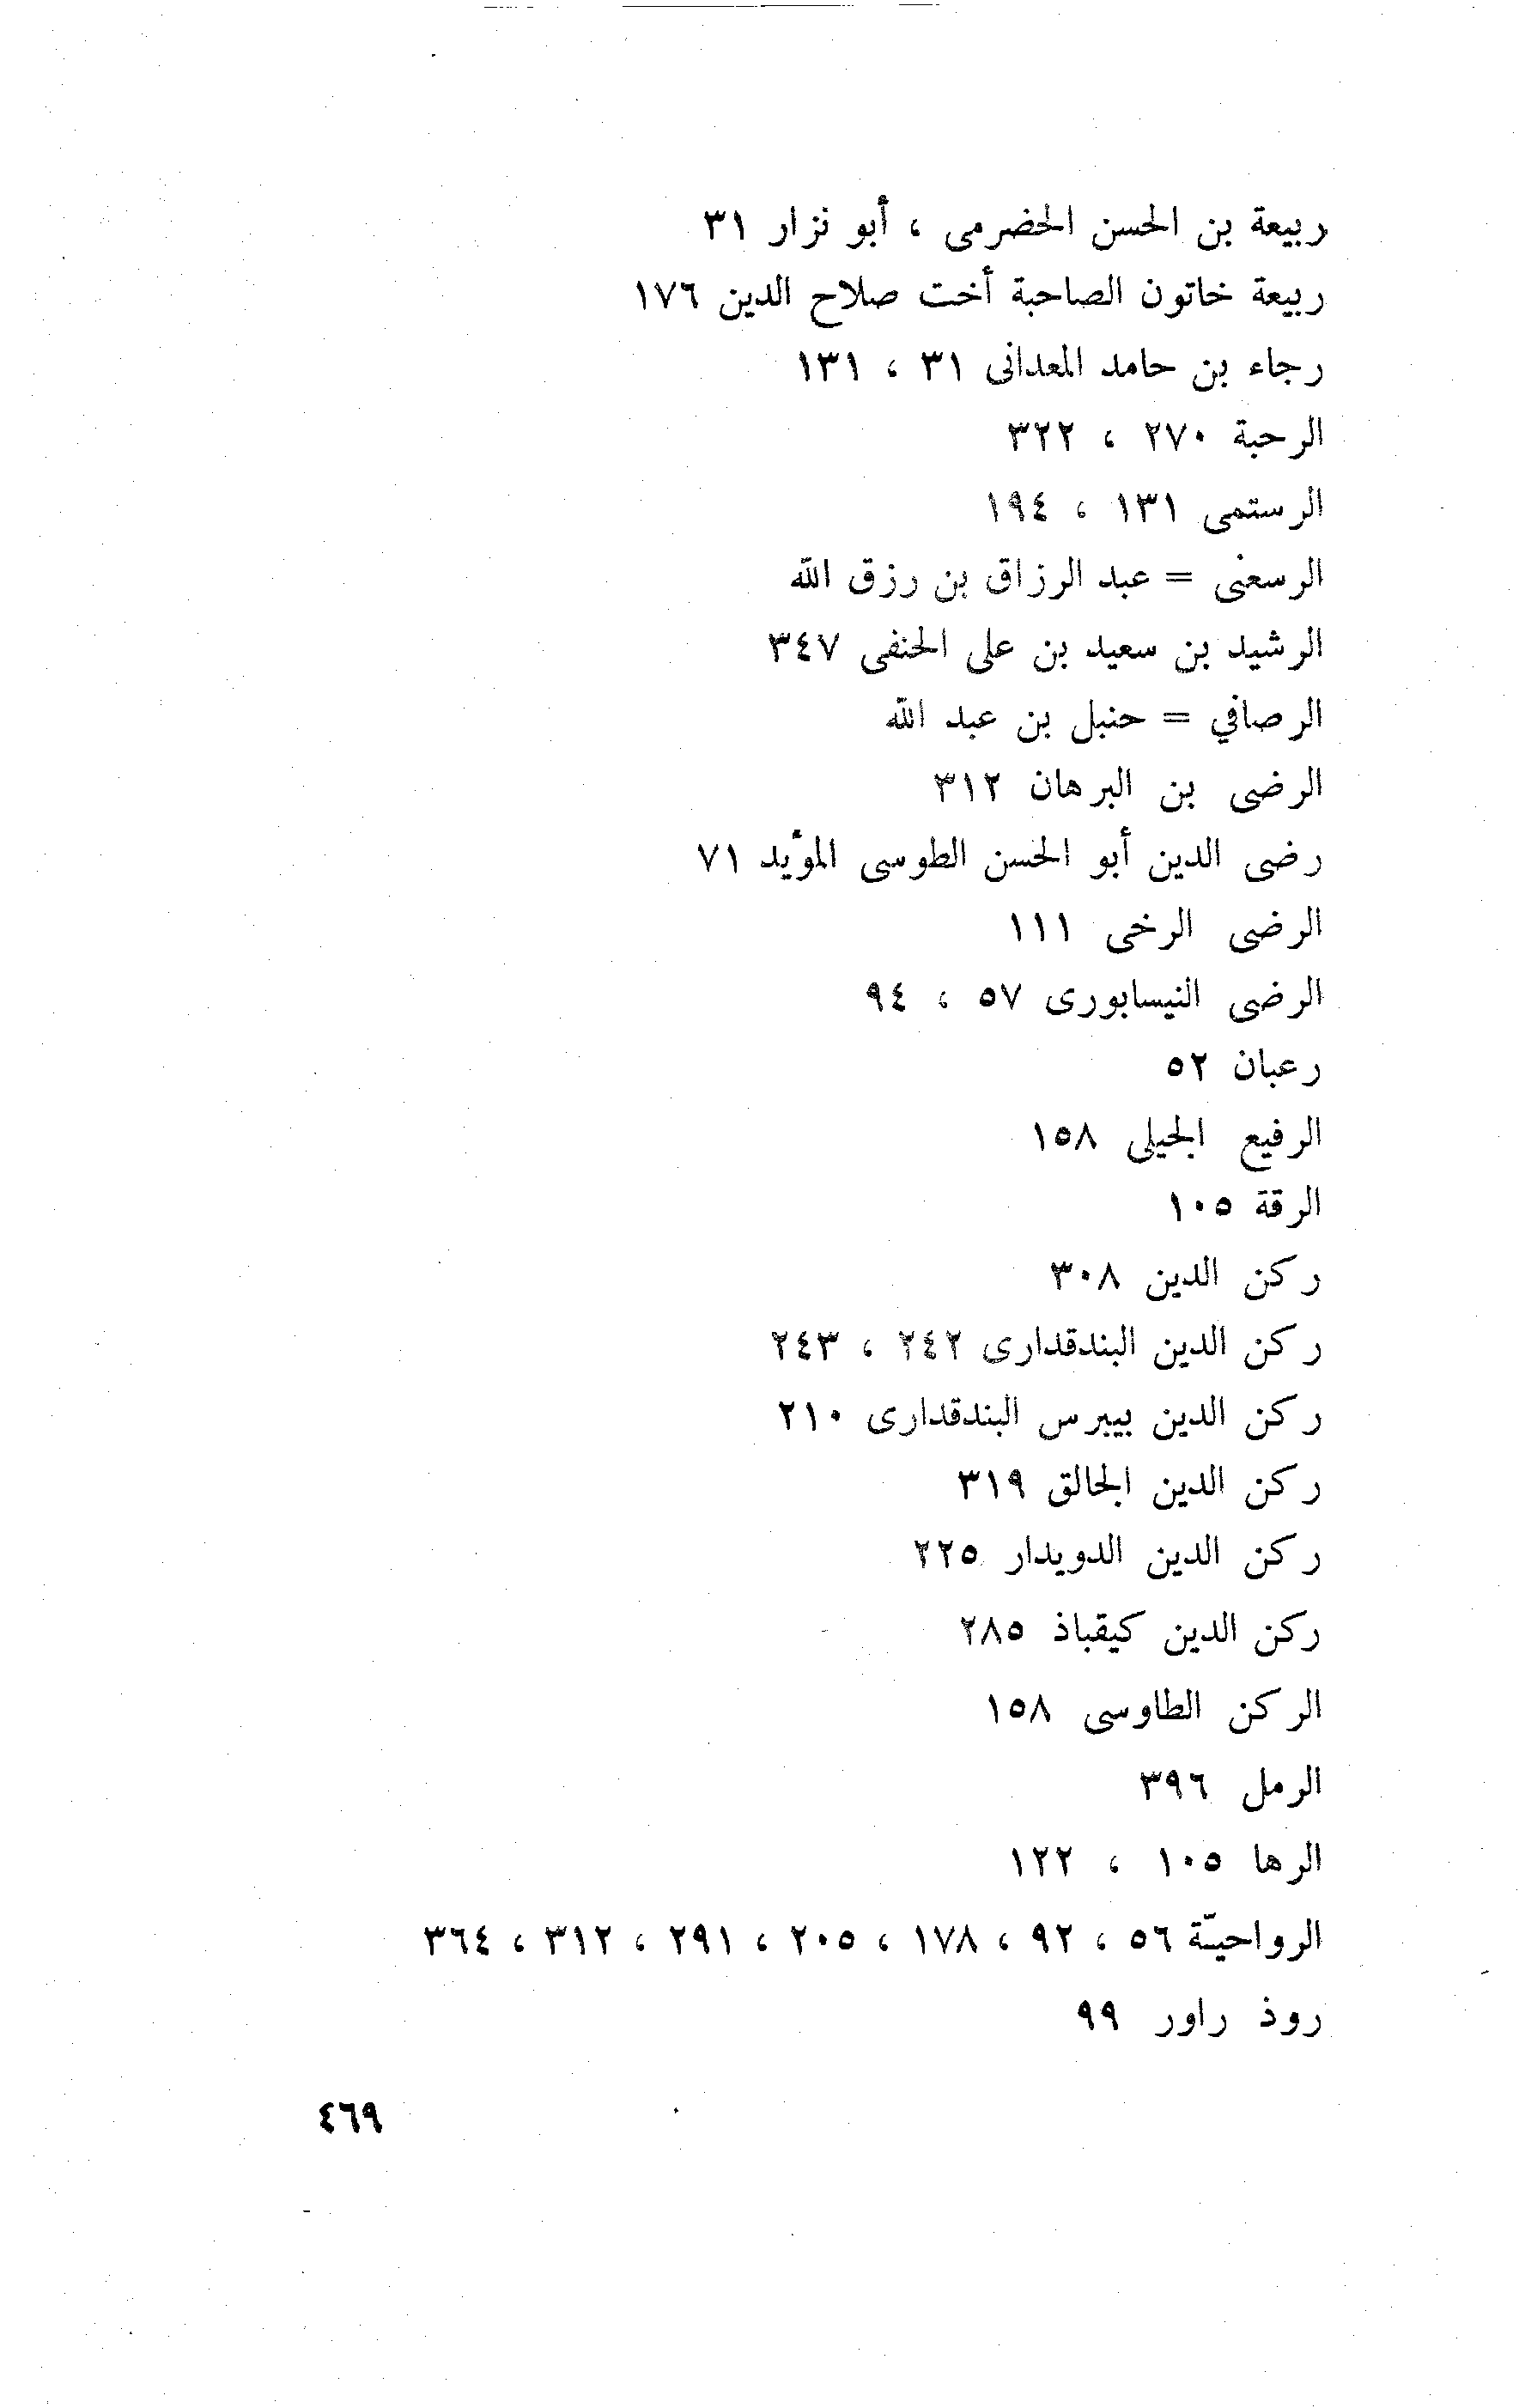 ربيعة بن الحسن الحضرمى ، أبو نزار ٣١
ربيعة خاتون الصاحبة أخت صلاح الدين ١٧٦
رجاء بن حامد المعدانى ٣١ ، ١٣١
الرحبة ٢٧٠ ، ٣٢٢
الرستمى ١٣١ ، ١٩٤
الرسعنى = عبد الرزاق بن رزق الله
الرشيد بن سعيد بن على الحنفى ٣٤٧
الرصافي = حنبل بن عبد الله
الرضى بن البرهان ٣١٢
رضى الدين أبو الحسن الطوسى المؤيد ٧١
الرضى الرخى ١١١
الرضى النيسابورى ٥٧ ، ٩٤
رعبان ٥٢
الرفيع الجيلى ١٥٨
الرقة ١٠٥
ركن الدين ٣٠٨
ركن الدين البندقدارى ٢٤٢ ، ٢٤٣
ركن الدين بيبرس البندقدارى ٢١٠
ركن الدين الجالق ٣١٩
ركن الدين الدويدار ٢٢٥
ركن الدين كيقباذ ٢٨٥
الركن الطاوسى ١٥٨
الرمل ٣٩٦
الرها ١٠٥ ، ١٢٢
الرواحيّة ٥٦ ، ٩٢ ، ١٧٨ ، ٢٠٥ ، ٢٩١ ، ٣١٢ ، ٣٦٤
روذ راور ٩٩
٤٦٩